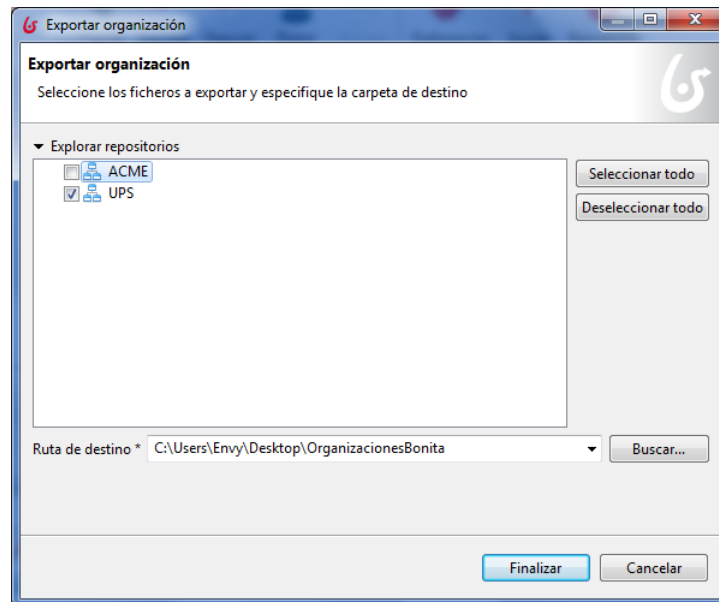 Exportar organización
Exportar organización
Seleccione los ficheros a exportar y especifique la carpeta de destino
Explorar repositorios
ACME
UPS
Seleccionar todo
Deseleccionar todo
Ruta de destino * C:\Users\Envy\Desktop\OrganizacionesBonita
Buscar...
Finalizar
Cancelar